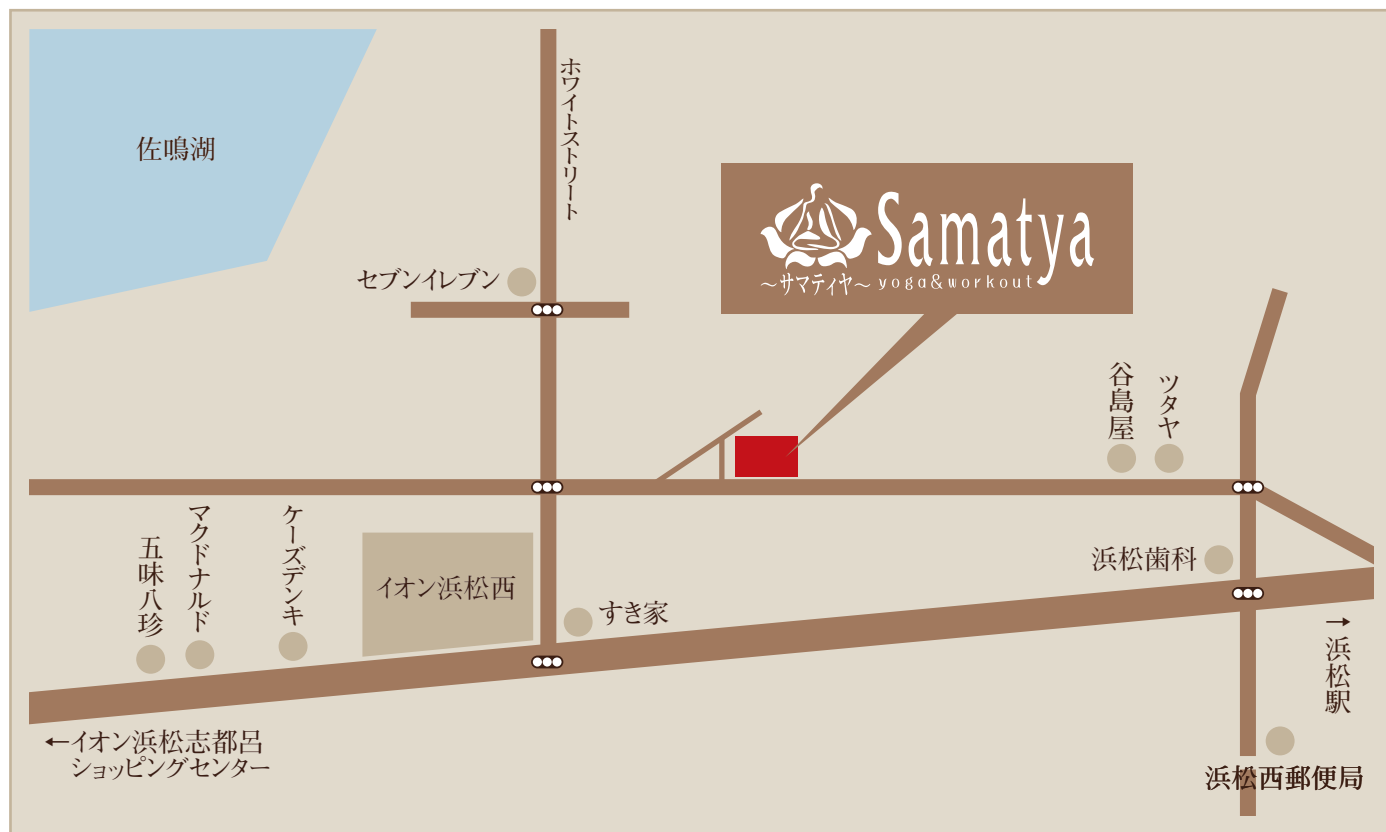 佐鳴湖
ホワイトストリート
Samatya
〜サマティヤ〜 yoga&workout
セブンイレブン
谷島屋
ツタヤ
五味八珍
マクドナルド
ケーズデンキ
イオン浜松西
すき家
浜松歯科
→浜松駅
←イオン浜松志都呂
ショッピングセンター
浜松西郵便局